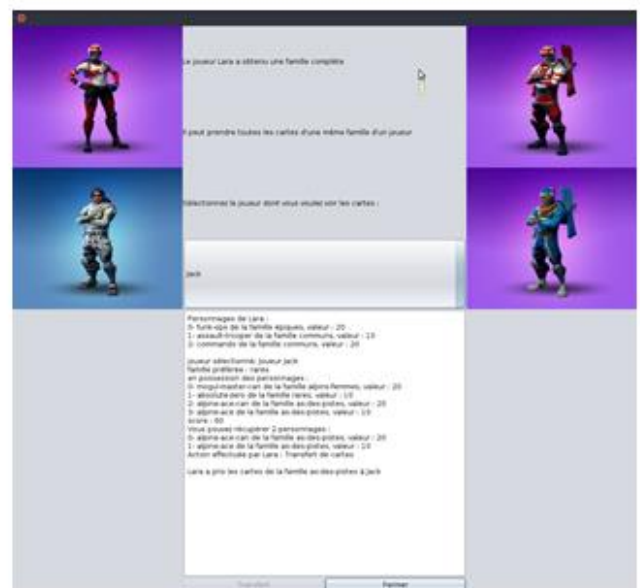 Le joueur Lara a obtenu une famille complète
Il peut prendre toutes les cartes d'une même famille d'un joueur
Sélectionnez le joueur dont vous voulez voir les cartes :
Jack
Personnages de Lara :
0- funk-ops de la famille épiques, valeur : 20
1- assault-trooper de la famille communs, valeur : 10
2- commando de la famille communs, valeur : 20
joueur sélectionné: Joueur Jack
famille préférée : rares
en possession des personnages :
0- mogul-master-can de la famille alpins-femmes, valeur : 20
1- absolute-zero de la famille rares, valeur : 10
2- alpine-ace-can de la famille as-des-pistes, valeur : 20
3- alpine-ace de la famille as-des-pistes, valeur : 10
score : 60
Vous pouvez récupérer 2 personnages :
0- alpine-ace-can de la famille as-des-pistes, valeur : 20
1- alpine-ace de la famille as-des-pistes, valeur : 10
Action effectuée par Lara : Transfert de cartes
Lara a pris les cartes de la famille as-des-pistes à Jack
Transfert
Fermer